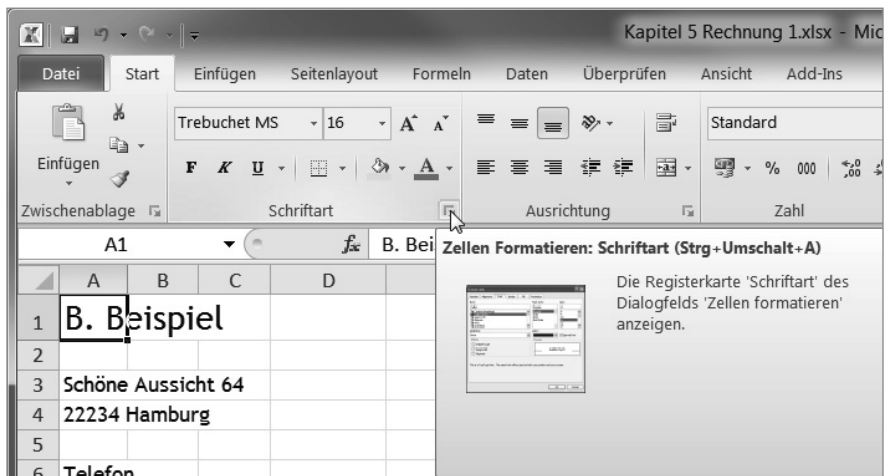 Kapitel 5 Rechnung 1.xlsx - Mic
Datei Start Einfügen Seitenlayout Formeln Daten Überprüfen Ansicht Add-Ins
Trebuchet MS 16 A A Standard
Einfügen F K U A % 000
Zwischenablage Schriftart Ausrichtung Zahl
A1 fx B. Bei
Zellen Formatieren: Schriftart (Strg+Umschalt+A)
Die Registerkarte 'Schriftart' des
Dialogfelds 'Zellen formatieren'
anzeigen.
A B C D
1 B. Beispiel
2
3 Schöne Aussicht 64
4 22234 Hamburg
5
6 Telefon